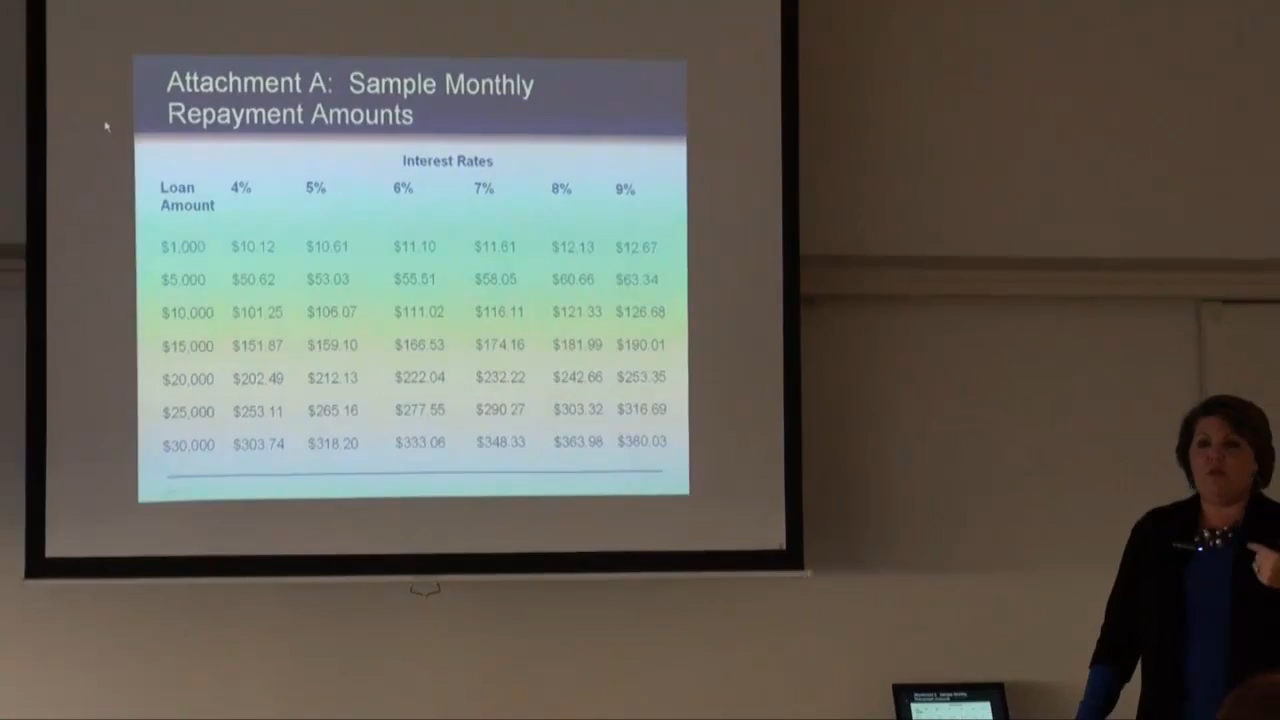 Attachment A: Sample Monthly
Repayment Amounts
Interest Rates
Loan Amount 4% 5% 6% 7% 8% 9%
$1,000 $10.12 $10.61 $11.10 $11.61 $12.13 $12.67
$5,000 $50.62 $53.03 $55.51 $58.05 $60.66 $63.34
$10,000 $101.25 $106.07 $111.02 $116.11 $121.33 $126.68
$15,000 $151.87 $159.10 $166.53 $174.16 $181.99 $190.01
$20,000 $202.49 $212.13 $222.04 $232.22 $242.66 $253.35
$25,000 $253.11 $265.16 $277.55 $290.27 $303.32 $316.69
$30,000 $303.74 $318.20 $333.06 $348.33 $363.98 $380.03
Attachment A: Sample Monthly
Repayment Amounts